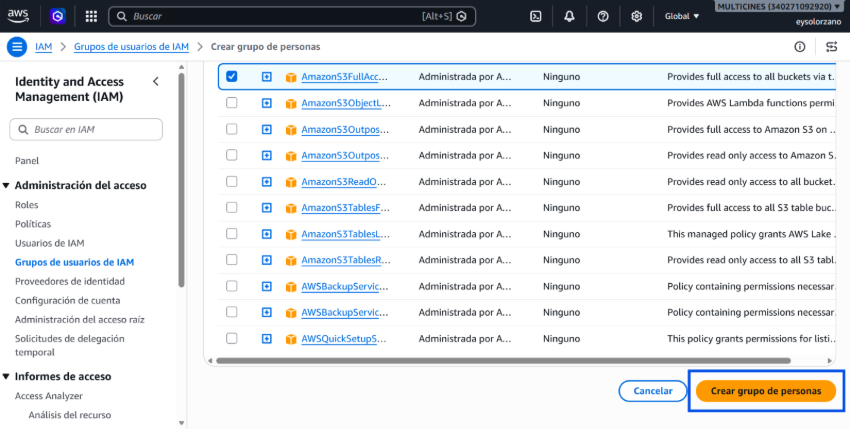 aws
Buscar
[Alt+S]
Global
MULTICINES (340271092920)
eysolorzano
IAM > Grupos de usuarios de IAM > Crear grupo de personas
Identity and Access Management (IAM)
Buscar en IAM
Panel
Administración del acceso
Roles
Políticas
Usuarios de IAM
Grupos de usuarios de IAM
Proveedores de identidad
Configuración de cuenta
Administración del acceso raíz
Solicitudes de delegación temporal
Informes de acceso
Access Analyzer
Análisis del recurso
AmazonS3FullAcc... Administrada por A... Ninguno Provides full access to all buckets via t...
AmazonS3ObjectL... Administrada por A... Ninguno Provides AWS Lambda functions permi
AmazonS3Outpos... Administrada por A... Ninguno Provides full access to Amazon S3 on ...
AmazonS3Outpos... Administrada por A... Ninguno Provides read only access to Amazon S
AmazonS3ReadO... Administrada por A... Ninguno Provides read only access to all bucket.
AmazonS3TablesF... Administrada por A... Ninguno Provides full access to all S3 table buc...
AmazonS3TablesL... Administrada por A... Ninguno This managed policy grants AWS Lake .
AmazonS3TablesR... Administrada por A... Ninguno Provides read only access to all S3 tabl..
AWSBackupServic... Administrada por A... Ninguno Policy containing permissions necessar
AWSBackupServic... Administrada por A... Ninguno Policy containing permissions necessar
AWSQuickSetupS... Administrada por A... Ninguno This policy grants permissions for listi...
Cancelar
Crear grupo de personas